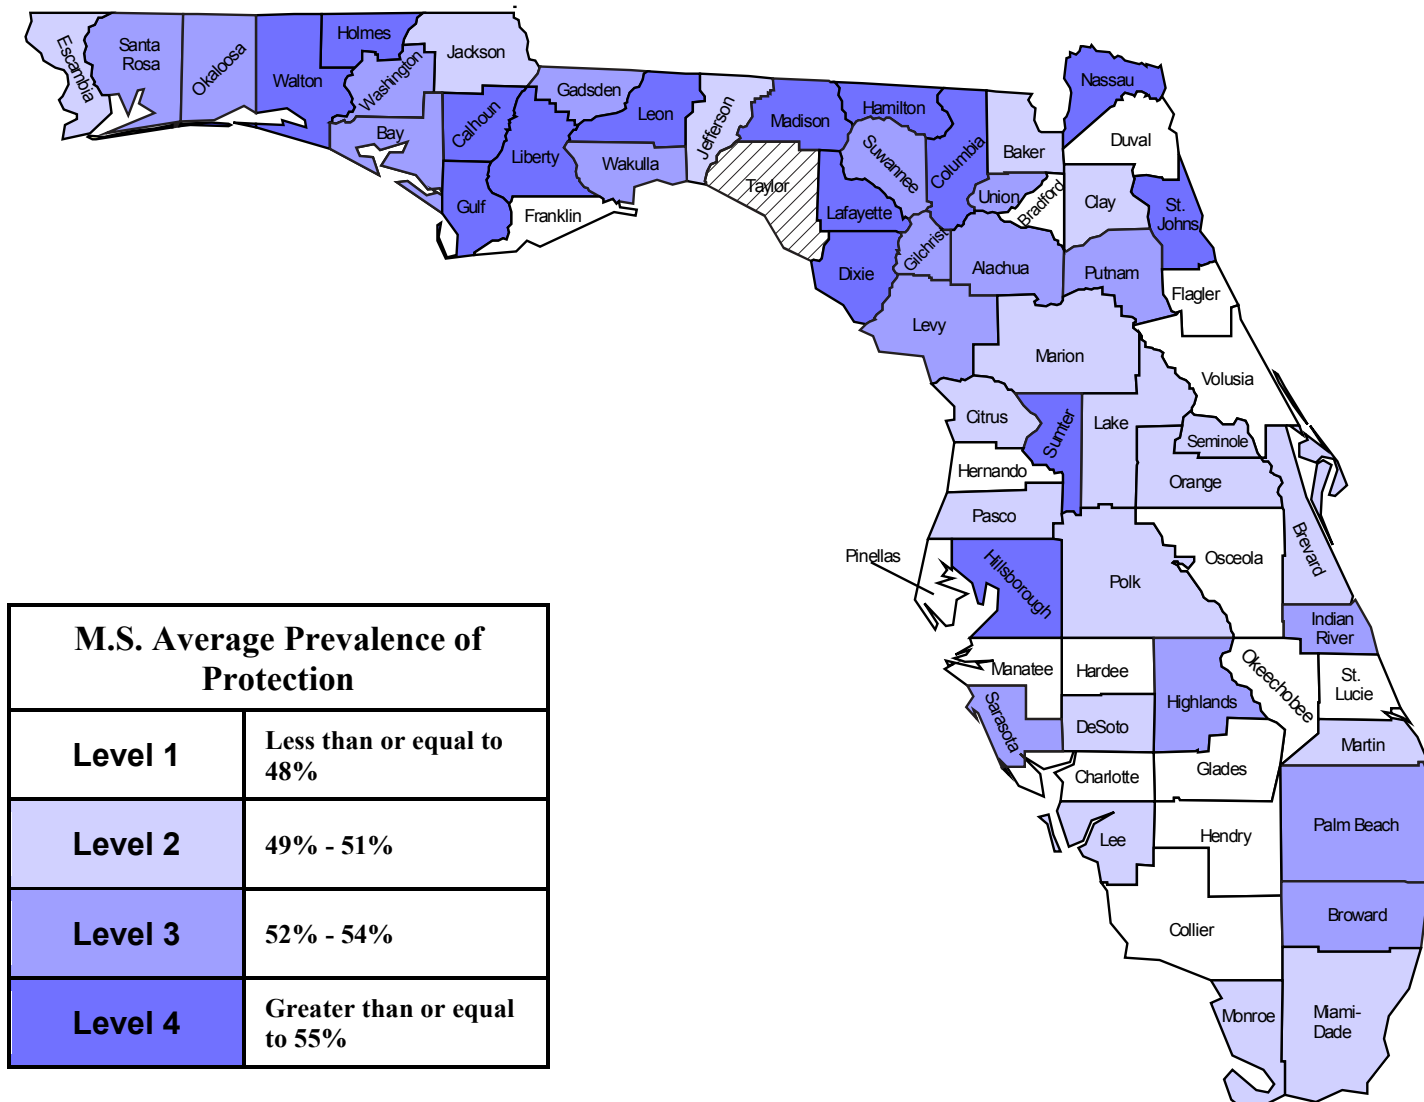 Escambia
Santa
Rosa
Okaloosa
Walton
Holmes
Washington
Jackson
Bay
Calhoun
Gulf
Liberty
Gadsden
Franklin
Leon
Wakulla
Jefferson
Madison
Taylor
Hamilton
Suwannee
Lafayette
Dixie
Columbia
Gilchrist
Baker
Union
Bradford
Nassau
Duval
Clay
St.
Johns
Alachua
Putnam
Flagler
Levy
Marion
Volusia
Citrus
Sumter
Lake
Seminole
Orange
Hernando
Pasco
Pinellas
Hillsborough
Polk
Osceola
Brevard
Indian
River
Manatee
Hardee
Highlands
Okeechobee
St.
Lucie
Sarasota
DeSoto
Martin
Charlotte
Glades
Lee
Hendry
Palm Beach
Collier
Broward
Monroe
Miami-
Dade
M.S. Average Prevalence of
Protection
Level 1
Less than or equal to
48%
Level 2
49% - 51%
Level 3
52% - 54%
Level 4
Greater than or equal
to 55%